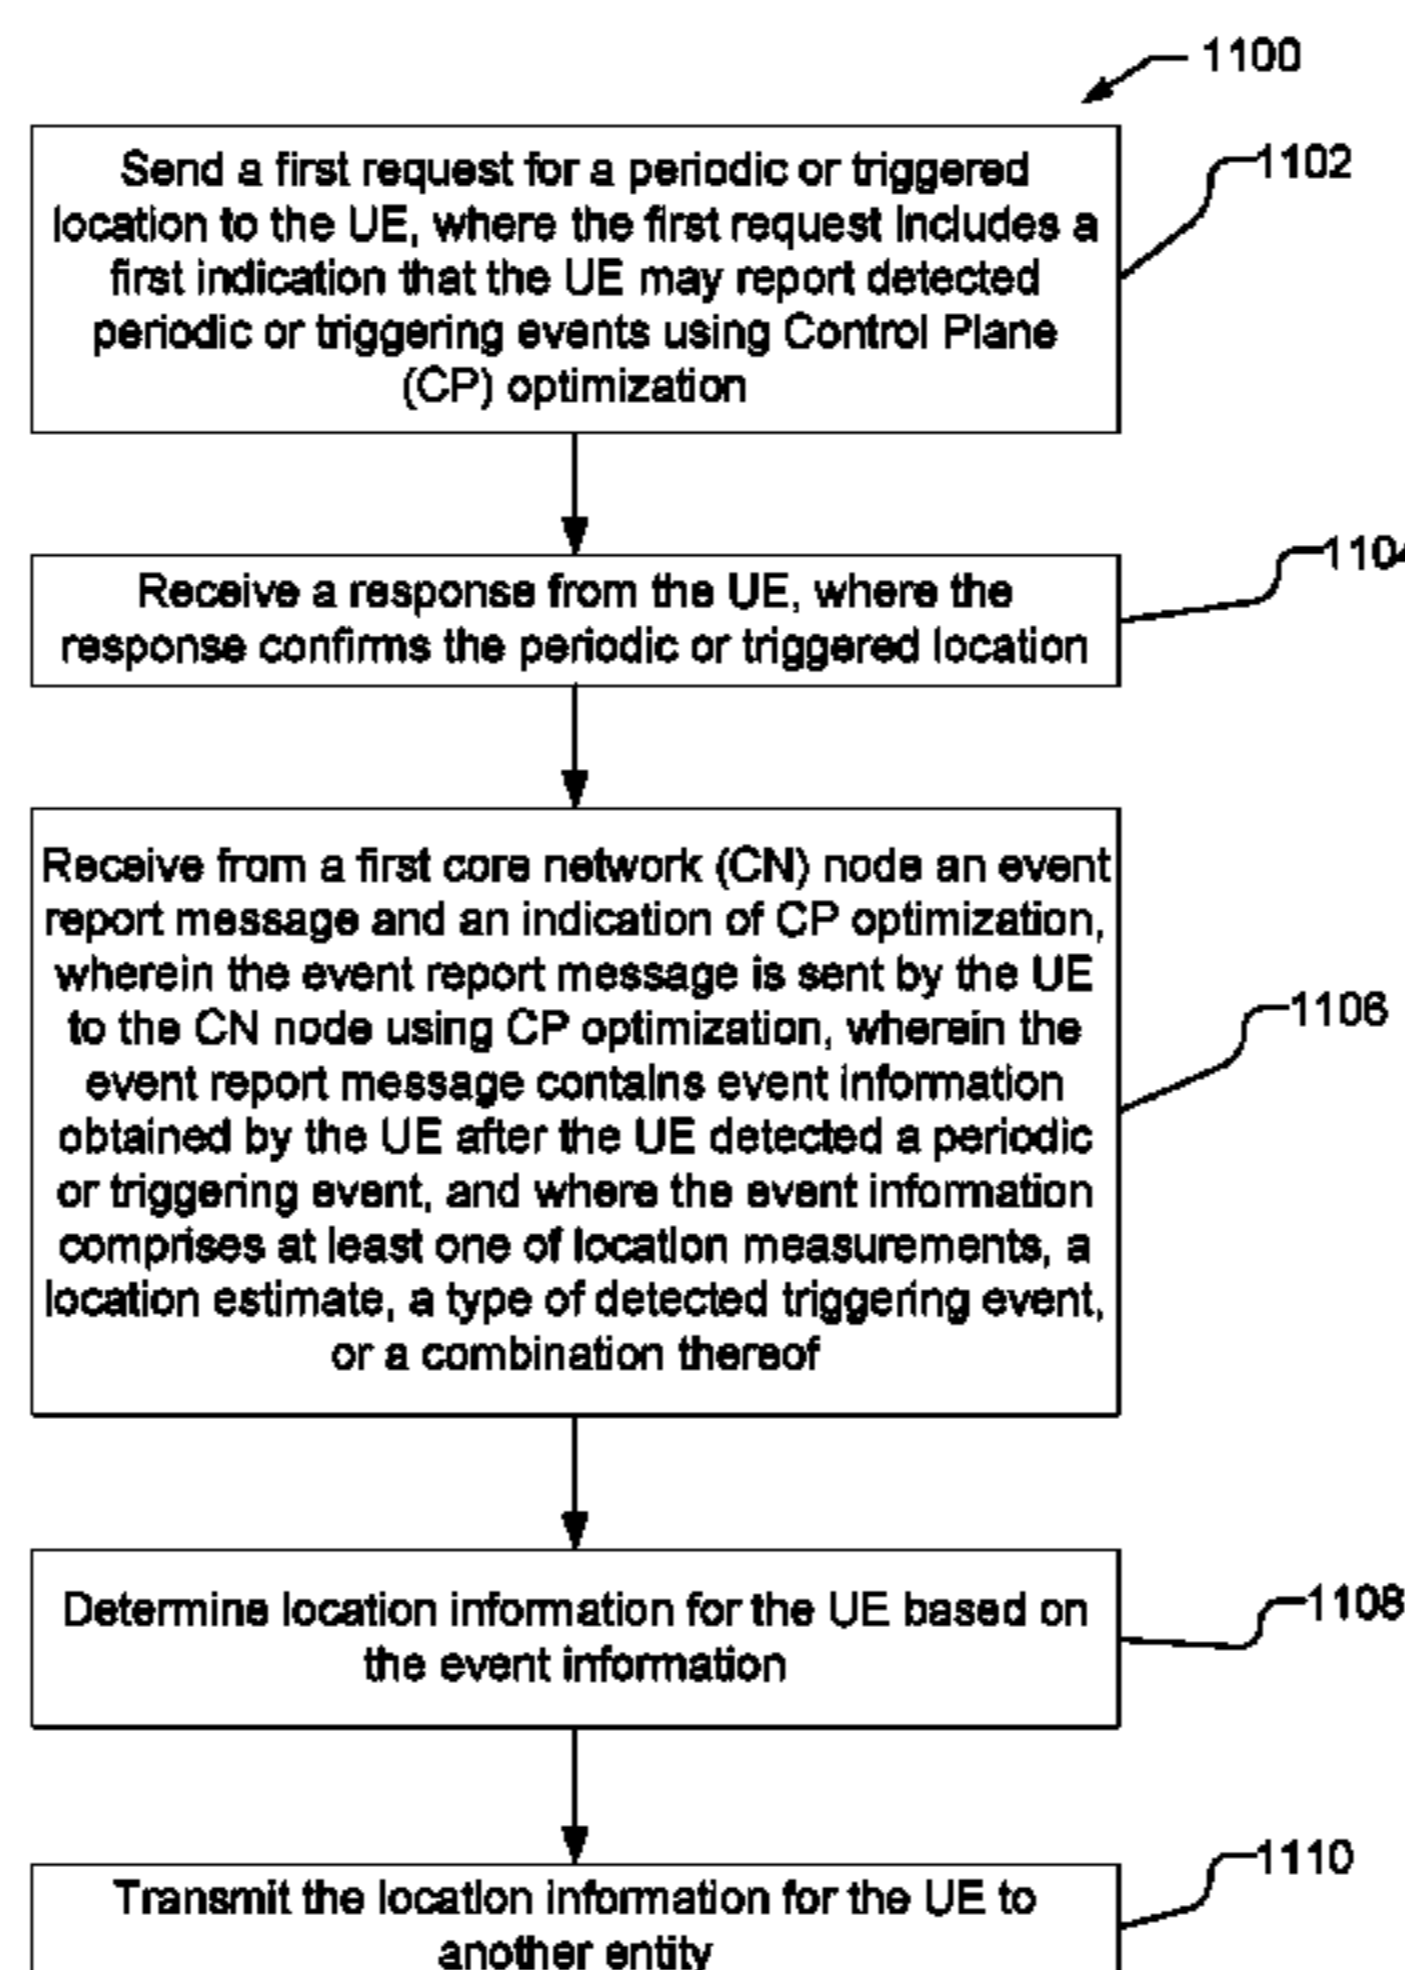 1100
1102
Send a first request for a periodic or triggered
location to the UE, where the first request includes a
first indication that the UE may report detected
periodic or triggering events using Control Plane
(CP) optimization
1104
Receive a response from the UE, where the
response confirms the periodic or triggered location
Receive from a first core network (CN) node an event
report message and an indication of CP optimization,
wherein the event report message is sent by the UE
to the CN node using CP optimization, wherein the
event report message contains event information
obtained by the UE after the UE detected a periodic
or triggering event, and where the event information
comprises at least one of location measurements, a
location estimate, a type of detected triggering event,
or a combination thereof
1106
Determine location information for the UE based on
the event information
1108
Transmit the location information for the UE to
another entity
1110